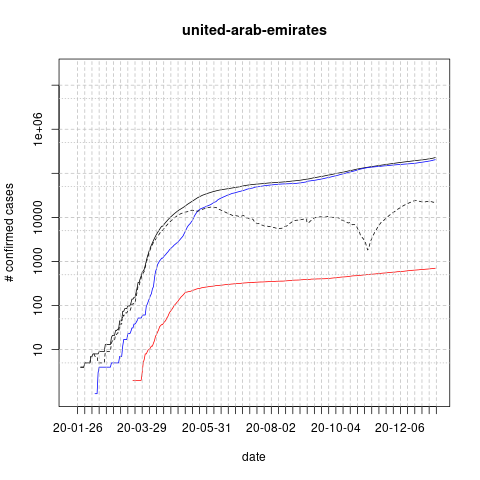 united-arab-emirates
# confirmed cases
1e+06
10000
1000
100
10
20-01-26 20-03-29 20-05-31 20-08-02 20-10-04 20-12-06
date